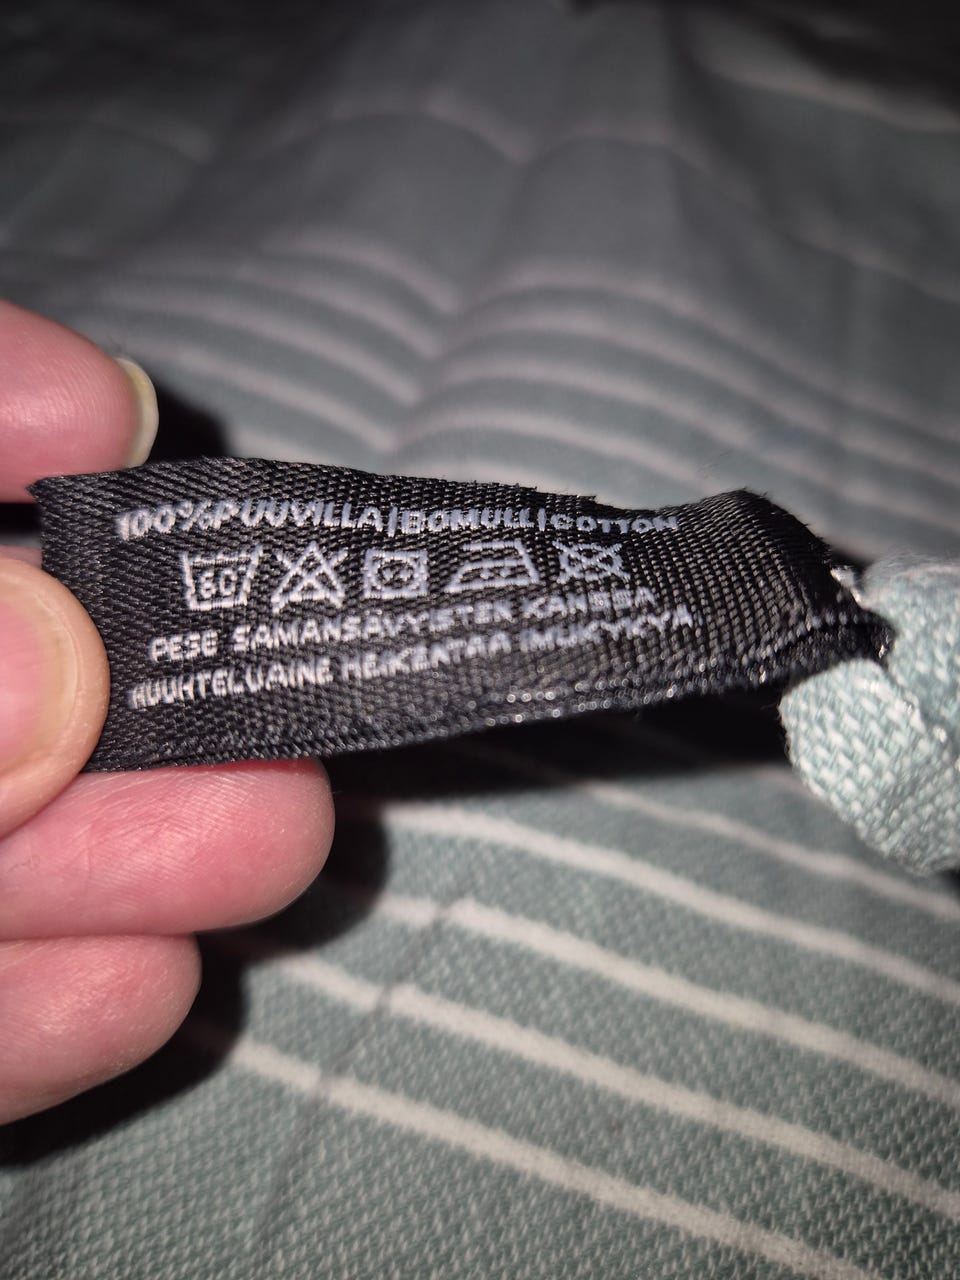 100%PUUVILLA|BOMULL|COTTON
60
PESE SAMANSÄVYISTEN KANSSA
HUUHTELUAINE HEIKENTÄÄ IMUKYKYÄ